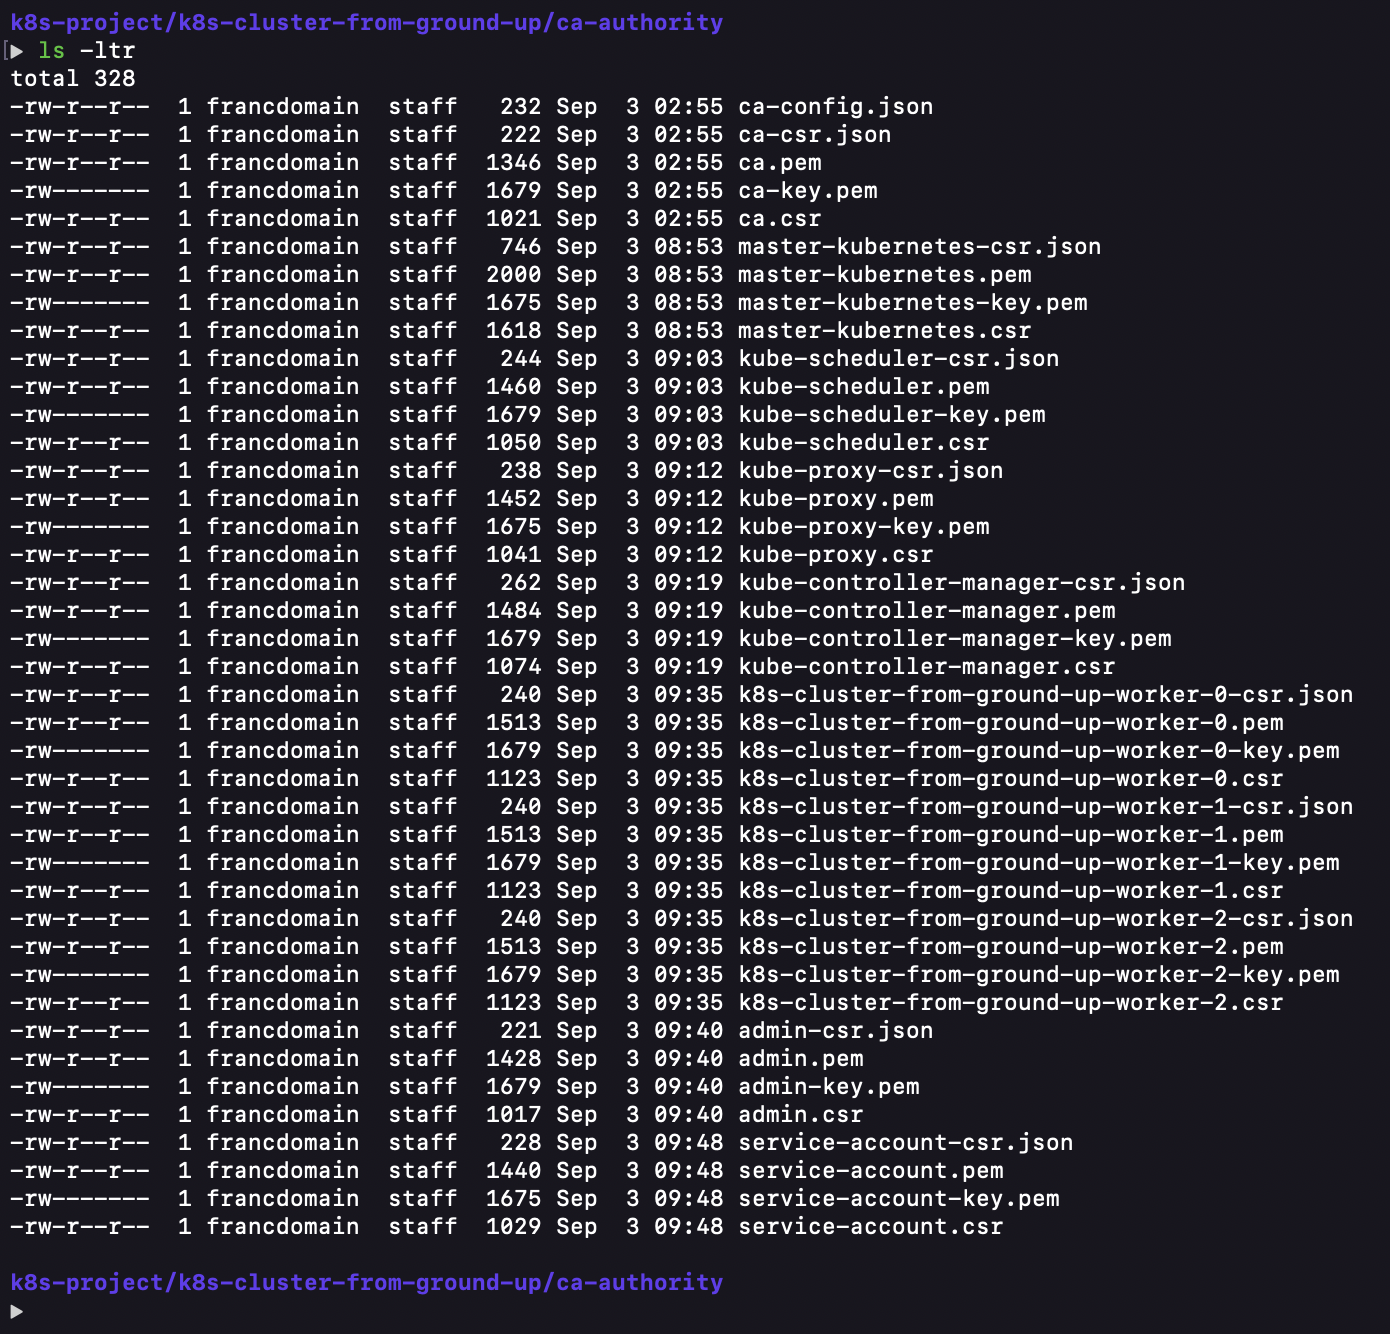 k8s-project/k8s-cluster-from-ground-up/ca-authority
[▶ ls -ltr
total 328
-rw-r--r--  1 francdomain  staff   232 Sep  3 02:55 ca-config.json
-rw-r--r--  1 francdomain  staff   222 Sep  3 02:55 ca-csr.json
-rw-r--r--  1 francdomain  staff  1346 Sep  3 02:55 ca.pem
-rw-------  1 francdomain  staff  1679 Sep  3 02:55 ca-key.pem
-rw-r--r--  1 francdomain  staff  1021 Sep  3 02:55 ca.csr
-rw-r--r--  1 francdomain  staff   746 Sep  3 08:53 master-kubernetes-csr.json
-rw-r--r--  1 francdomain  staff  2000 Sep  3 08:53 master-kubernetes.pem
-rw-------  1 francdomain  staff  1675 Sep  3 08:53 master-kubernetes-key.pem
-rw-r--r--  1 francdomain  staff  1618 Sep  3 08:53 master-kubernetes.csr
-rw-r--r--  1 francdomain  staff   244 Sep  3 09:03 kube-scheduler-csr.json
-rw-r--r--  1 francdomain  staff  1460 Sep  3 09:03 kube-scheduler.pem
-rw-------  1 francdomain  staff  1679 Sep  3 09:03 kube-scheduler-key.pem
-rw-r--r--  1 francdomain  staff  1050 Sep  3 09:03 kube-scheduler.csr
-rw-r--r--  1 francdomain  staff   238 Sep  3 09:12 kube-proxy-csr.json
-rw-r--r--  1 francdomain  staff  1452 Sep  3 09:12 kube-proxy.pem
-rw-------  1 francdomain  staff  1675 Sep  3 09:12 kube-proxy-key.pem
-rw-r--r--  1 francdomain  staff  1041 Sep  3 09:12 kube-proxy.csr
-rw-r--r--  1 francdomain  staff   262 Sep  3 09:19 kube-controller-manager-csr.json
-rw-r--r--  1 francdomain  staff  1484 Sep  3 09:19 kube-controller-manager.pem
-rw-------  1 francdomain  staff  1679 Sep  3 09:19 kube-controller-manager-key.pem
-rw-r--r--  1 francdomain  staff  1074 Sep  3 09:19 kube-controller-manager.csr
-rw-r--r--  1 francdomain  staff   240 Sep  3 09:35 k8s-cluster-from-ground-up-worker-0-csr.json
-rw-r--r--  1 francdomain  staff  1513 Sep  3 09:35 k8s-cluster-from-ground-up-worker-0.pem
-rw-------  1 francdomain  staff  1679 Sep  3 09:35 k8s-cluster-from-ground-up-worker-0-key.pem
-rw-r--r--  1 francdomain  staff  1123 Sep  3 09:35 k8s-cluster-from-ground-up-worker-0.csr
-rw-r--r--  1 francdomain  staff   240 Sep  3 09:35 k8s-cluster-from-ground-up-worker-1-csr.json
-rw-r--r--  1 francdomain  staff  1513 Sep  3 09:35 k8s-cluster-from-ground-up-worker-1.pem
-rw-------  1 francdomain  staff  1679 Sep  3 09:35 k8s-cluster-from-ground-up-worker-1-key.pem
-rw-r--r--  1 francdomain  staff  1123 Sep  3 09:35 k8s-cluster-from-ground-up-worker-1.csr
-rw-r--r--  1 francdomain  staff   240 Sep  3 09:35 k8s-cluster-from-ground-up-worker-2-csr.json
-rw-r--r--  1 francdomain  staff  1513 Sep  3 09:35 k8s-cluster-from-ground-up-worker-2.pem
-rw-------  1 francdomain  staff  1679 Sep  3 09:35 k8s-cluster-from-ground-up-worker-2-key.pem
-rw-r--r--  1 francdomain  staff  1123 Sep  3 09:35 k8s-cluster-from-ground-up-worker-2.csr
-rw-r--r--  1 francdomain  staff   221 Sep  3 09:40 admin-csr.json
-rw-r--r--  1 francdomain  staff  1428 Sep  3 09:40 admin.pem
-rw-------  1 francdomain  staff  1679 Sep  3 09:40 admin-key.pem
-rw-r--r--  1 francdomain  staff  1017 Sep  3 09:40 admin.csr
-rw-r--r--  1 francdomain  staff   228 Sep  3 09:48 service-account-csr.json
-rw-r--r--  1 francdomain  staff  1440 Sep  3 09:48 service-account.pem
-rw-------  1 francdomain  staff  1675 Sep  3 09:48 service-account-key.pem
-rw-r--r--  1 francdomain  staff  1029 Sep  3 09:48 service-account.csr
k8s-project/k8s-cluster-from-ground-up/ca-authority
▶